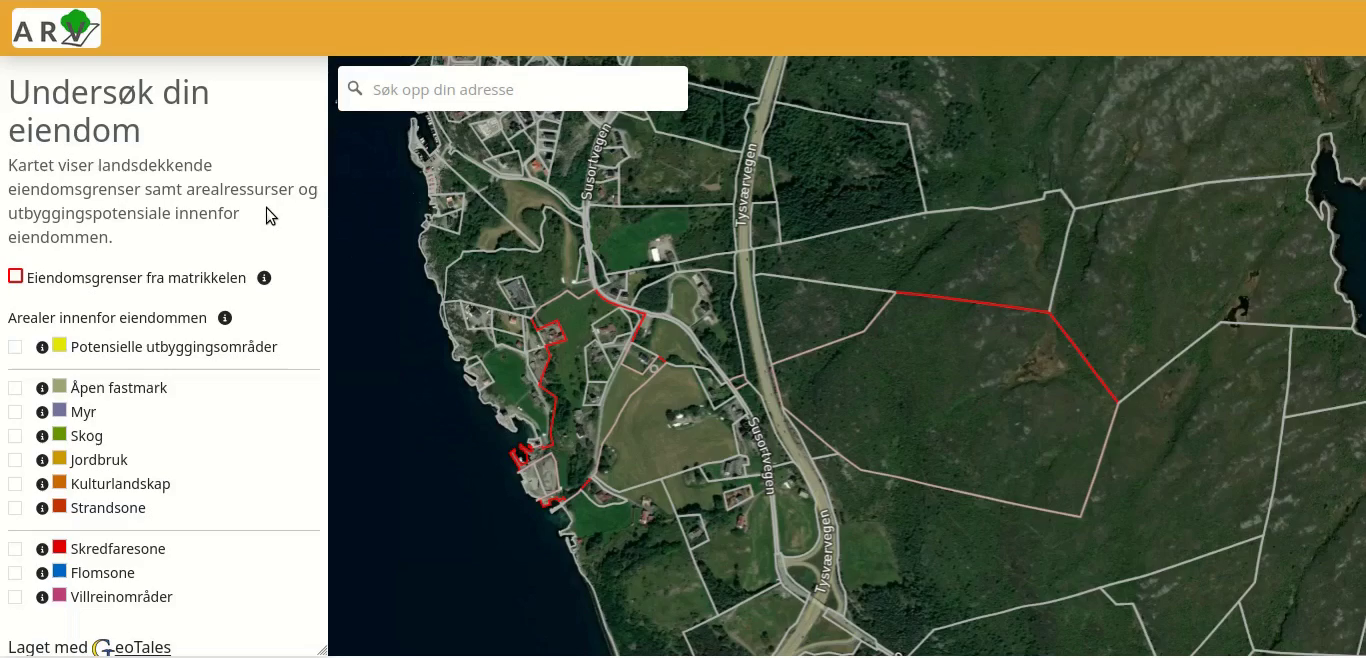 ARV
Undersøk din
eiendom
Kartet viser landsdekkende
eiendomsgrenser samt arealressurser og
utbyggingspotensiale innenfor
eiendommen.
Eiendomsgrenser fra matrikkelen
Arealer innenfor eiendommen
Potensielle utbyggingsområder
Åpen fastmark
Myr
Skog
Jordbruk
Kulturlandskap
Strandsone
Skredfaresone
Flomsone
Villreinområder
Laget med GeoTales
Søk opp din adresse
Susortvegen
Tysværvegen
Susortvegen
Tysværvegen